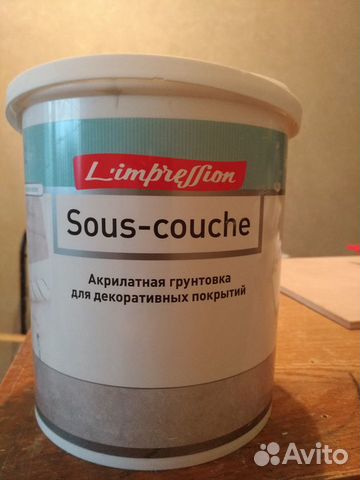 L'impression
Sous-couche
Акрилатная грунтовка
для декоративных покрытий
Avito